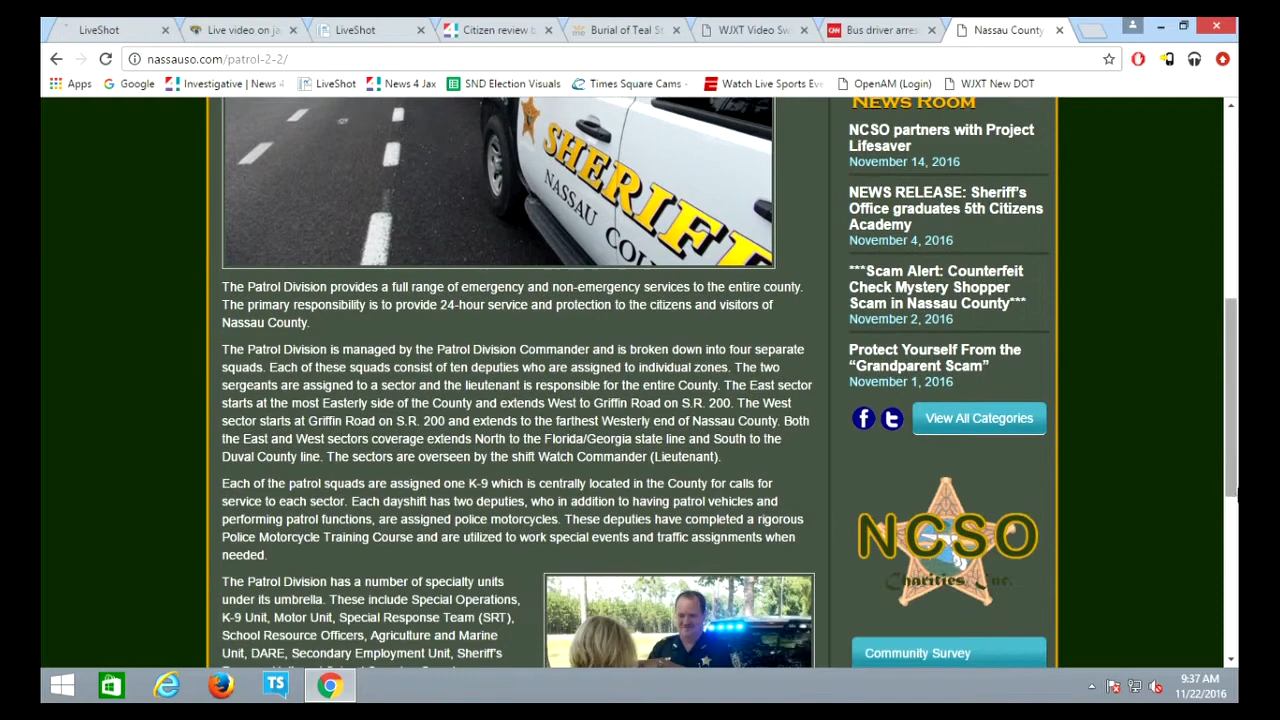 LiveShot
Live video on ja
LiveShot
Citizen review b
Burial of Teal St
WJXT Video Sw
Bus driver arres
Nassau County
nassauso.com/patrol-2-2/
Apps
Google
Investigative | News 4
LiveShot
News 4 Jax
SND Election Visuals
Times Square Cams -
Watch Live Sports Eve
OpenAM (Login)
WJXT New DOT
SHERIFF
NASSAU
COU
The Patrol Division provides a full range of emergency and non-emergency services to the entire county.
The primary responsibility is to provide 24-hour service and protection to the citizens and visitors of
Nassau County.
The Patrol Division is managed by the Patrol Division Commander and is broken down into four separate
squads. Each of these squads consist of ten deputies who are assigned to individual zones. The two
sergeants are assigned to a sector and the lieutenant is responsible for the entire County. The East sector
starts at the most Easterly side of the County and extends West to Griffin Road on S.R. 200. The West
sector starts at Griffin Road on S.R. 200 and extends to the farthest Westerly end of Nassau County. Both
the East and West sectors coverage extends North to the Florida/Georgia state line and South to the
Duval County line. The sectors are overseen by the shift Watch Commander (Lieutenant).
Each of the patrol squads are assigned one K-9 which is centrally located in the County for calls for
service to each sector. Each dayshift has two deputies, who in addition to having patrol vehicles and
performing patrol functions, are assigned police motorcycles. These deputies have completed a rigorous
Police Motorcycle Training Course and are utilized to work special events and traffic assignments when
needed.
The Patrol Division has a number of specialty units
under its umbrella. These include Special Operations,
K-9 Unit, Motor Unit, Special Response Team (SRT),
School Resource Officers, Agriculture and Marine
Unit, DARE, Secondary Employment Unit, Sheriff's
News Room
NCSO partners with Project
Lifesaver
November 14, 2016
NEWS RELEASE: Sheriff's
Office graduates 5th Citizens
Academy
November 4, 2016
***Scam Alert: Counterfeit
Check Mystery Shopper
Scam in Nassau County***
November 2, 2016
Protect Yourself From the
“Grandparent Scam”
November 1, 2016
View All Categories
NCSO
Charities Inc.
Community Survey
TS
9:37 AM
11/22/2016